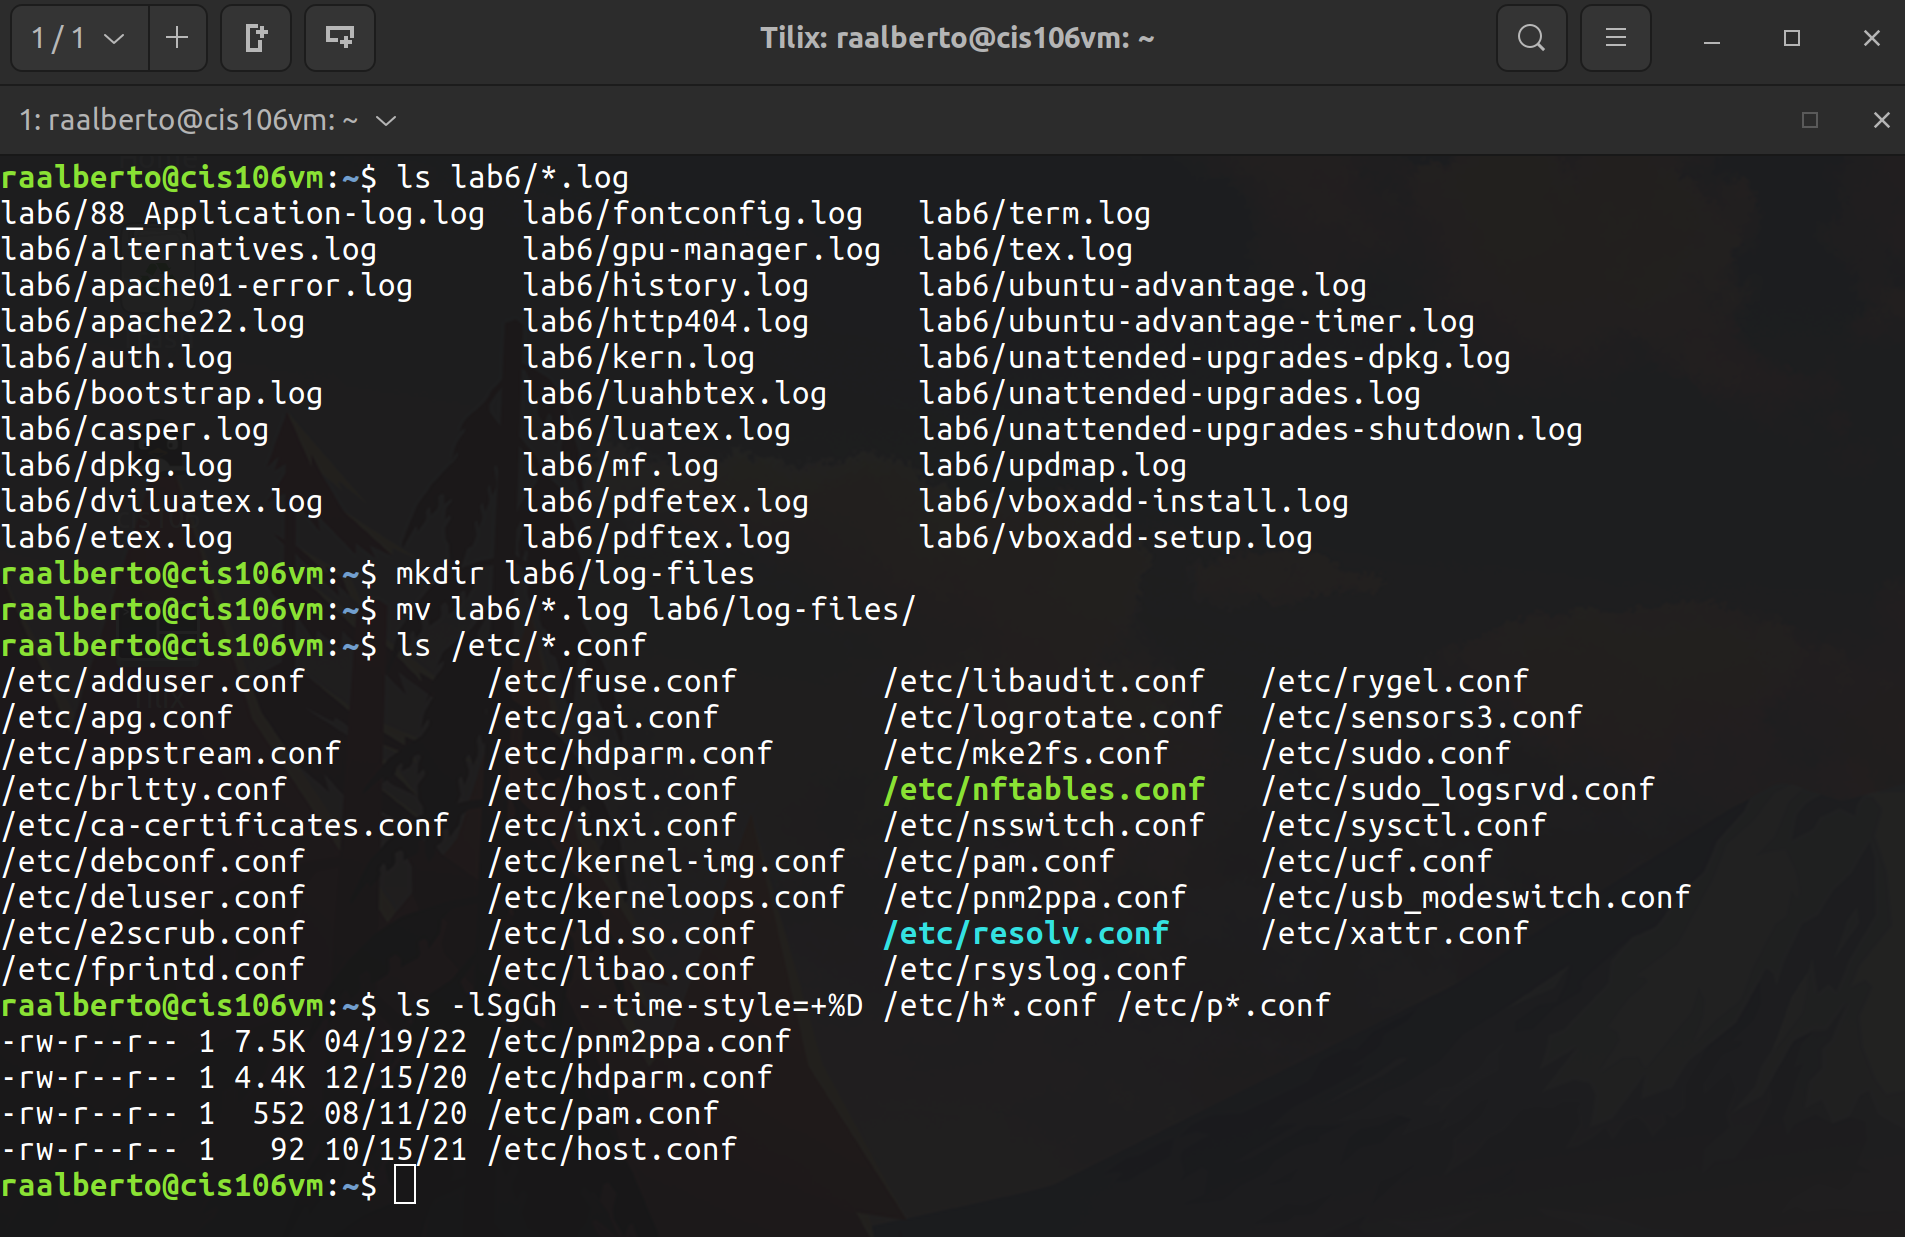 1 / 1
Tilix: raalberto@cis106vm: ~
1: raalberto@cis106vm: ~
raalberto@cis106vm:~$ ls lab6/*.log
lab6/88_Application-log.log  lab6/fontconfig.log   lab6/term.log
lab6/alternatives.log        lab6/gpu-manager.log  lab6/tex.log
lab6/apache01-error.log      lab6/history.log      lab6/ubuntu-advantage.log
lab6/apache22.log            lab6/http404.log      lab6/ubuntu-advantage-timer.log
lab6/auth.log                lab6/kern.log         lab6/unattended-upgrades-dpkg.log
lab6/bootstrap.log           lab6/luahbtex.log     lab6/unattended-upgrades.log
lab6/casper.log              lab6/luatex.log       lab6/unattended-upgrades-shutdown.log
lab6/dpkg.log                lab6/mf.log           lab6/updmap.log
lab6/dviluatex.log           lab6/pdfetex.log      lab6/vboxadd-install.log
lab6/etex.log                lab6/pdftex.log       lab6/vboxadd-setup.log
raalberto@cis106vm:~$ mkdir lab6/log-files
raalberto@cis106vm:~$ mv lab6/*.log lab6/log-files/
raalberto@cis106vm:~$ ls /etc/*.conf
/etc/adduser.conf          /etc/fuse.conf        /etc/libaudit.conf   /etc/rygel.conf
/etc/apg.conf              /etc/gai.conf         /etc/logrotate.conf  /etc/sensors3.conf
/etc/appstream.conf        /etc/hdparm.conf      /etc/mke2fs.conf     /etc/sudo.conf
/etc/brltty.conf           /etc/host.conf        /etc/nftables.conf   /etc/sudo_logsrvd.conf
/etc/ca-certificates.conf  /etc/inxi.conf        /etc/nsswitch.conf   /etc/sysctl.conf
/etc/debconf.conf          /etc/kernel-img.conf  /etc/pam.conf        /etc/ucf.conf
/etc/deluser.conf          /etc/kerneloops.conf  /etc/pnm2ppa.conf    /etc/usb_modeswitch.conf
/etc/e2scrub.conf          /etc/ld.so.conf       /etc/resolv.conf     /etc/xattr.conf
/etc/fprintd.conf          /etc/libao.conf       /etc/rsyslog.conf
raalberto@cis106vm:~$ ls -lSgGh --time-style=+%D /etc/h*.conf /etc/p*.conf
-rw-r--r-- 1 7.5K 04/19/22 /etc/pnm2ppa.conf
-rw-r--r-- 1 4.4K 12/15/20 /etc/hdparm.conf
-rw-r--r-- 1  552 08/11/20 /etc/pam.conf
-rw-r--r-- 1   92 10/15/21 /etc/host.conf
raalberto@cis106vm:~$